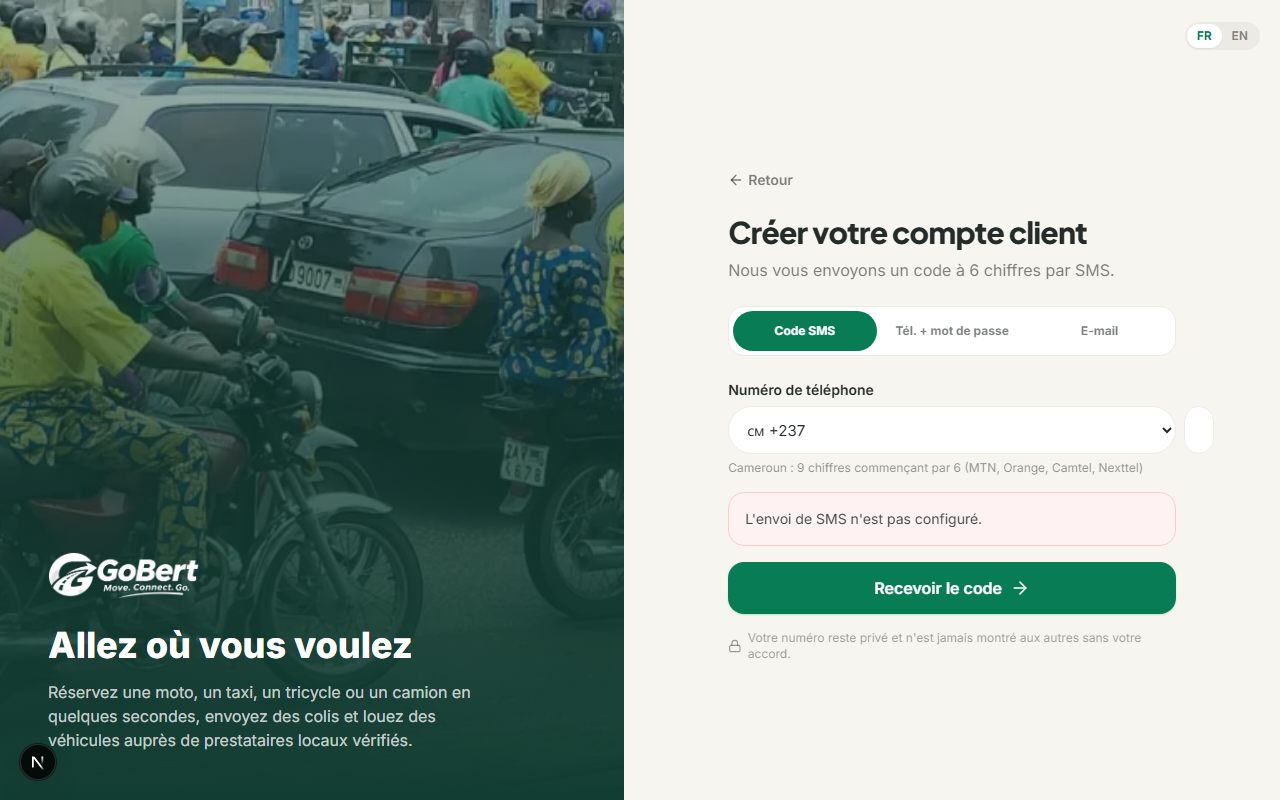 FR EN
Retour
Créer votre compte client
Nous vous envoyons un code à 6 chiffres par SMS.
Code SMS
Tél. + mot de passe
E-mail
Numéro de téléphone
CM +237
Cameroun : 9 chiffres commençant par 6 (MTN, Orange, Camtel, Nexttel)
L'envoi de SMS n'est pas configuré.
Recevoir le code
Votre numéro reste privé et n'est jamais montré aux autres sans votre
accord.
9007
GoBert
Move. Connect. Go.
Allez où vous voulez
Réservez une moto, un taxi, un tricycle ou un camion en
quelques secondes, envoyez des colis et louez des
véhicules auprès de prestataires locaux vérifiés.
N